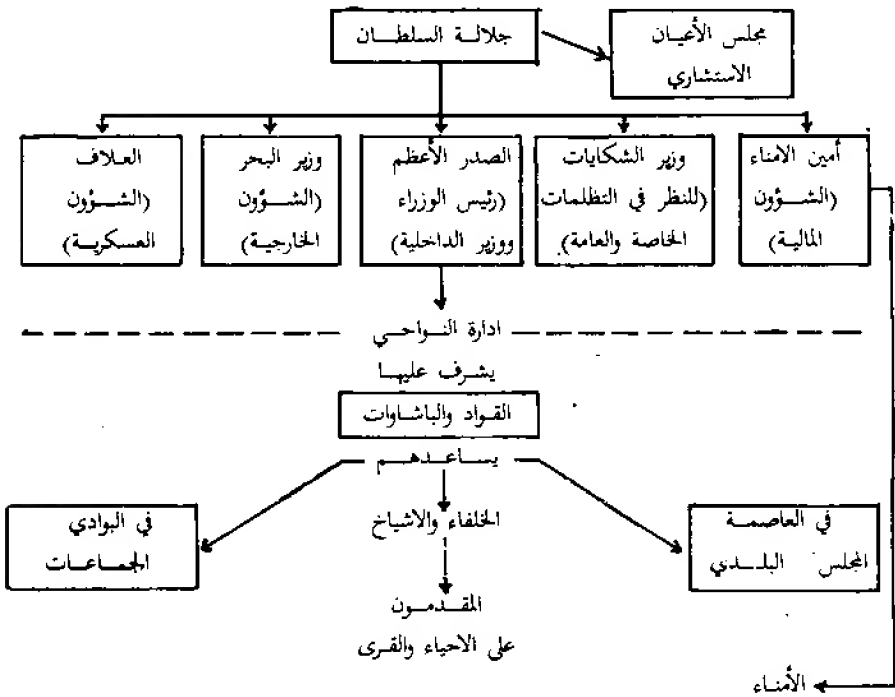 جلالة السلطان
مجلس الأعيان
الاستشاري
أمين الامناء
(الشؤون
المالية)
وزير الشكايات
(للنظر في التظلمات
الخاصة والعامة)
الصدر الأعظم
(رئيس الوزراء
ووزير الداخلية)
وزير البحر
(الشؤون
الخارجية)
العلاف
(الشؤون
العسكرية)
ادارة النواحي
يشرف عليها
القواد والباشاوات
يساعدهم
في العاصمة
المجلس البلدي
الخلفاء والاشياخ
في البوادي
الجماعات
المقدمون
على الاحياء والقرى
الأمناء